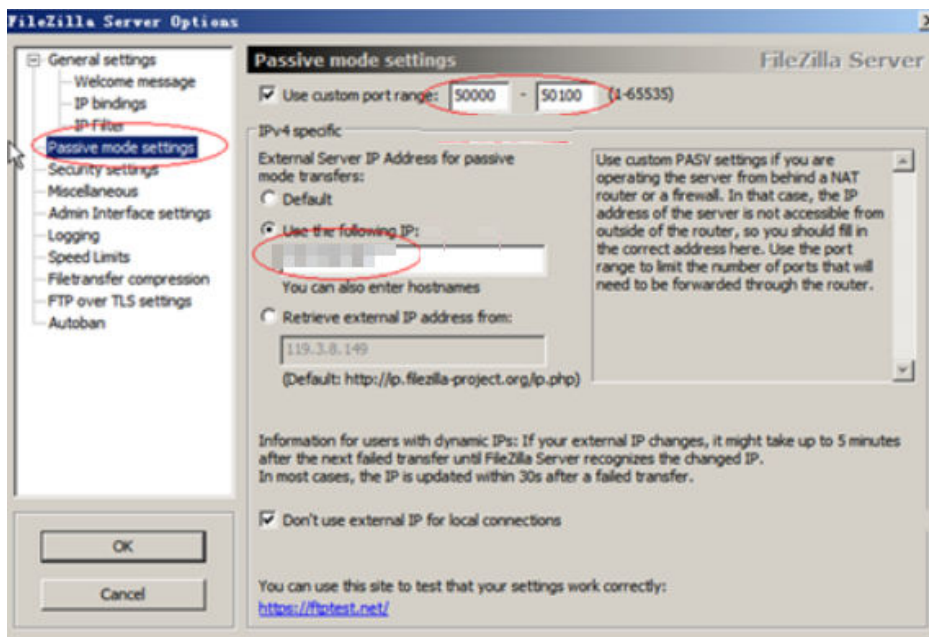 FileZilla Server Options
General settings
Welcome message
IP bindings
IP Filter
Passive mode settings
Security settings
Miscellaneous
Admin Interface settings
Logging
Speed Limits
Filetransfer compression
FTP over TLS settings
Autoban
OK
Cancel
Passive mode settings
FileZilla Server
Use custom port range: 50000 - 50100 (1-65535)
IPv4 specific
External Server IP Address for passive
mode transfers:
Default
Use the following IP:
You can also enter hostnames
Retrieve external IP address from:
119.3.8.149
(Default: http://ip.filezilla-project.org/ip.php)
Use custom PASV settings if you are
operating the server from behind a NAT
router or a firewall. In that case, the IP
address of the server is not accessible from
outside of the router, so you should fill in
the correct address here. Use the port
range to limit the number of ports that will
need to be forwarded through the router.
Information for users with dynamic IPs: If your external IP changes, it might take up to 5 minutes
after the next failed transfer until FileZilla Server recognizes the changed IP.
In most cases, the IP is updated within 30s after a failed transfer.
Don't use external IP for local connections
You can use this site to test that your settings work correctly:
https://ftptest.net/